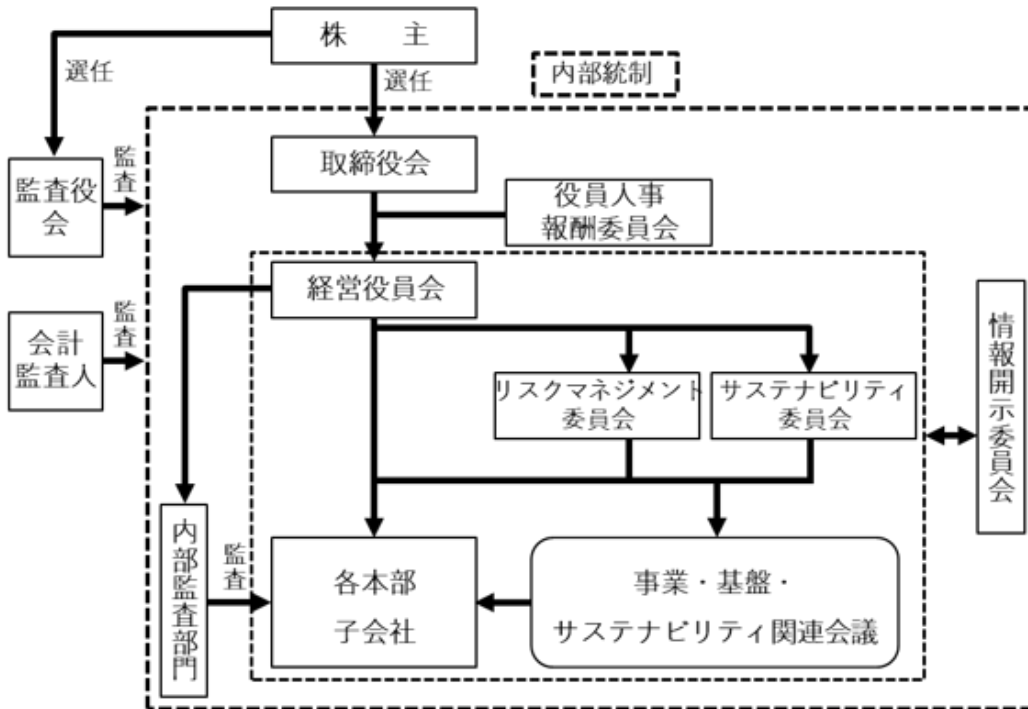 株　主
内部統制
選任
選任
取締役会
監査
監査役
会
役員人事
報酬委員会
経営役員会
監査
会計
監査人
リスクマネジメント
委員会
サステナビリティ
委員会
情報開示委員会
内部監査部門
監査
各本部
子会社
事業・基盤・
サステナビリティ関連会議